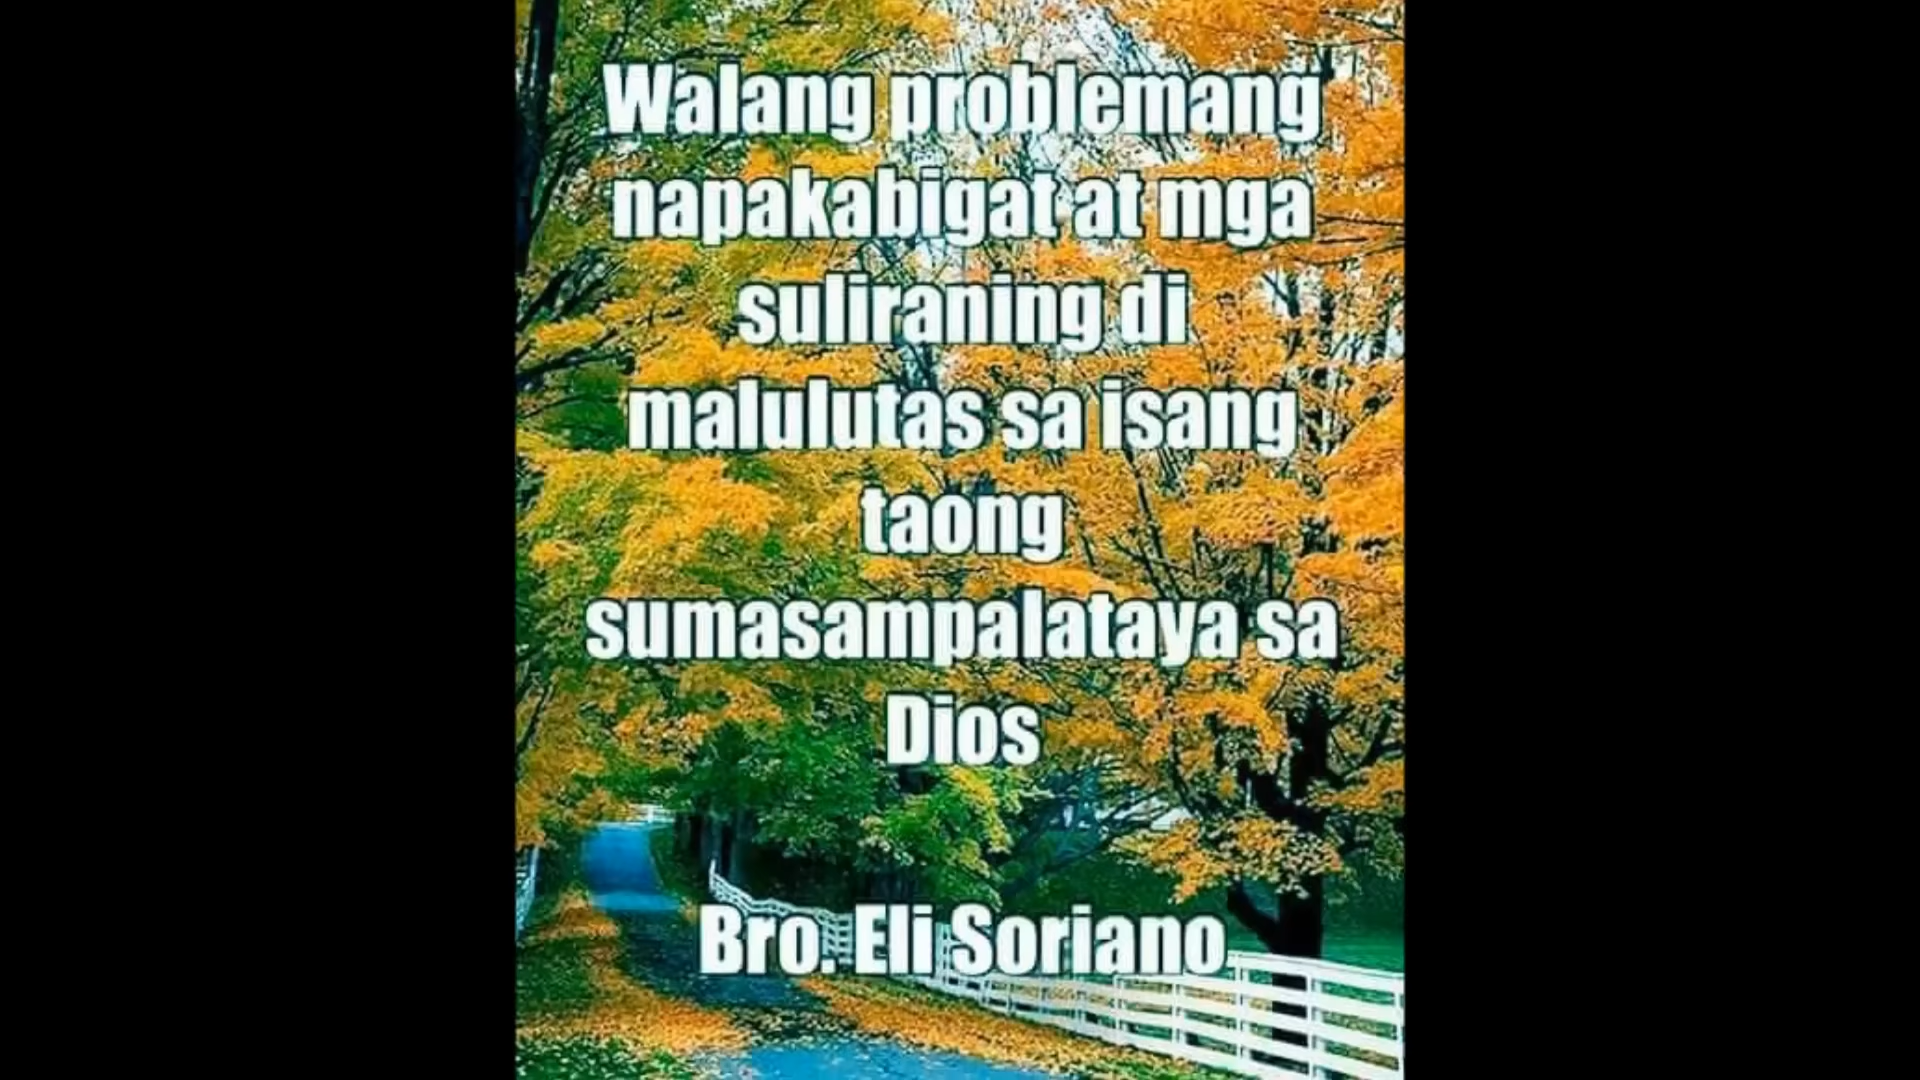 Walang problemang
napakabigat at mga
suliraning di
malulutas sa isang
taong
sumasampalataya sa
Dios
Bro. Eli Soriano